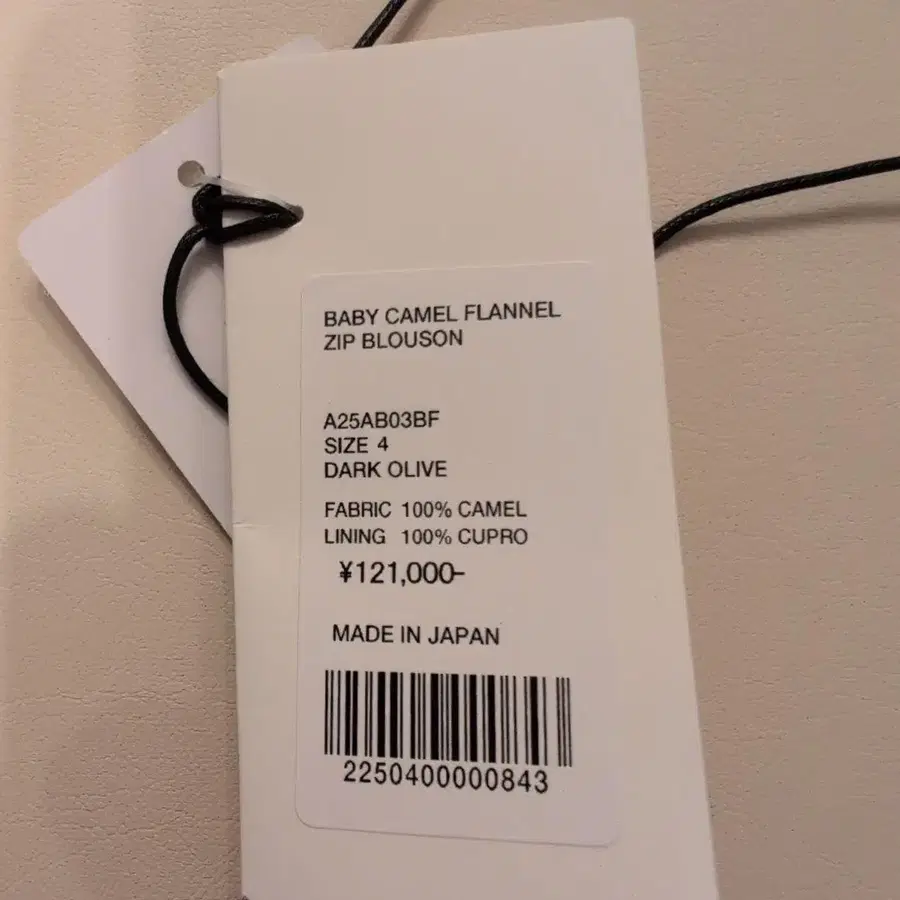 BABY CAMEL FLANNEL
ZIP BLOUSON
A25AB03BF
SIZE 4
DARK OLIVE
FABRIC 100% CAMEL
LINING 100% CUPRO
¥121,000-
MADE IN JAPAN
2250400000843